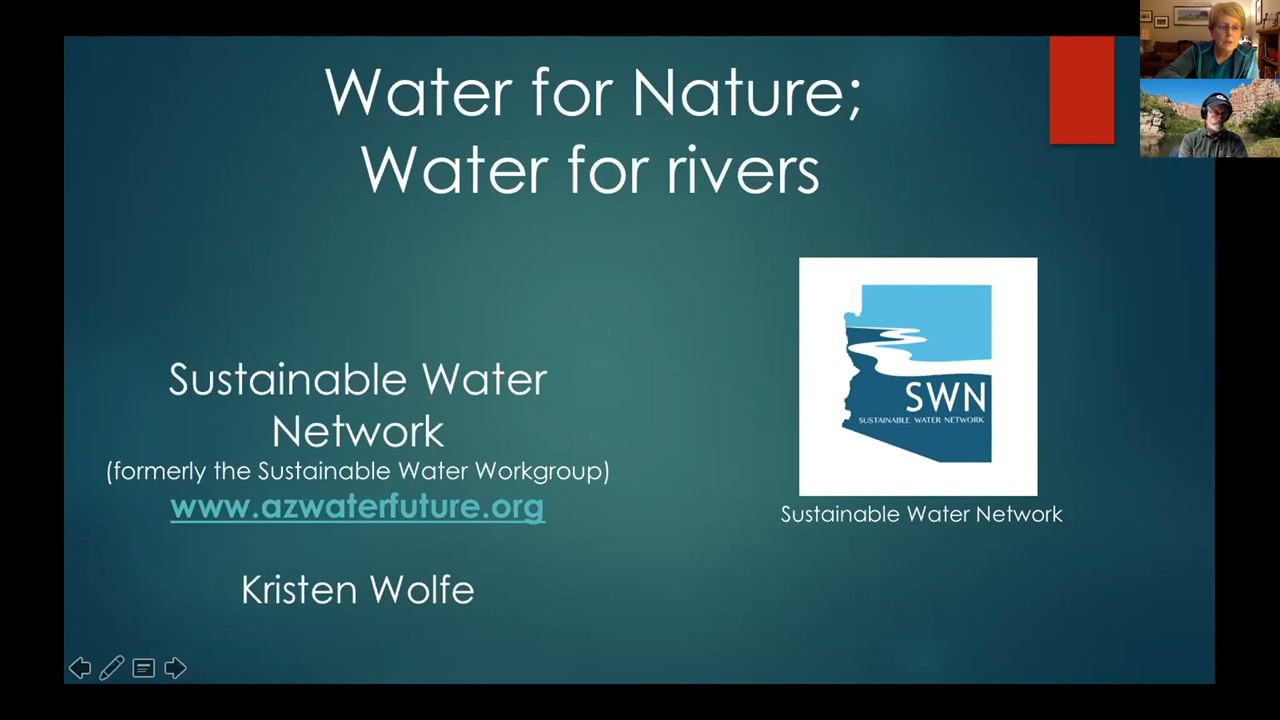 Water for Nature;
Water for rivers
Sustainable Water
Network
(formerly the Sustainable Water Workgroup)
www.azwaterfuture.org
Kristen Wolfe
SWN
SUSTAINABLE WATER NETWORK
Sustainable Water Network